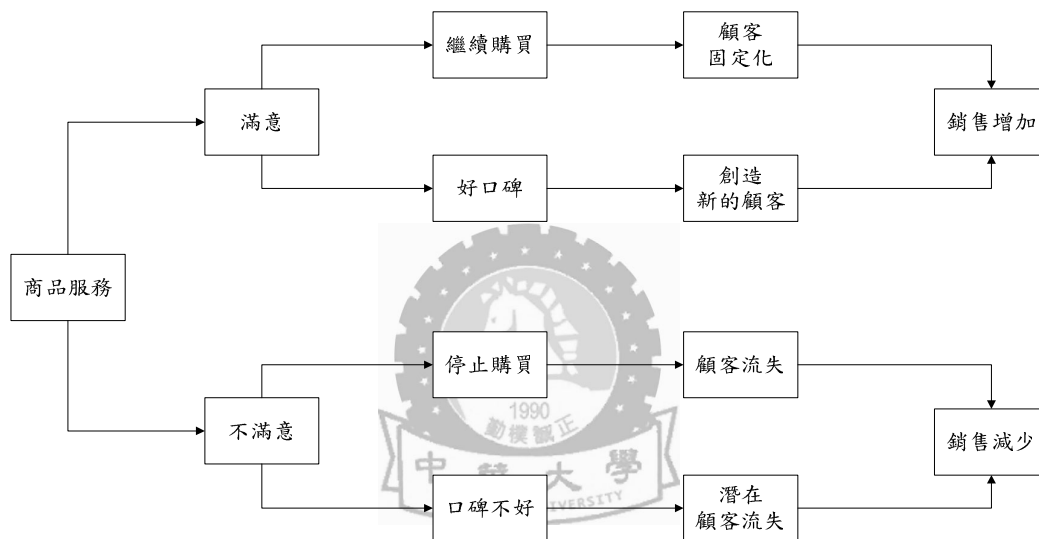 繼續購買
顧客
固定化
滿意
銷售增加
好口碑
創造
新的顧客
商品服務
停止購買
顧客流失
1990
勤樸誠正
不滿意
銷售減少
中 華 大 學
口碑不好
潛在
顧客流失
VERSITY